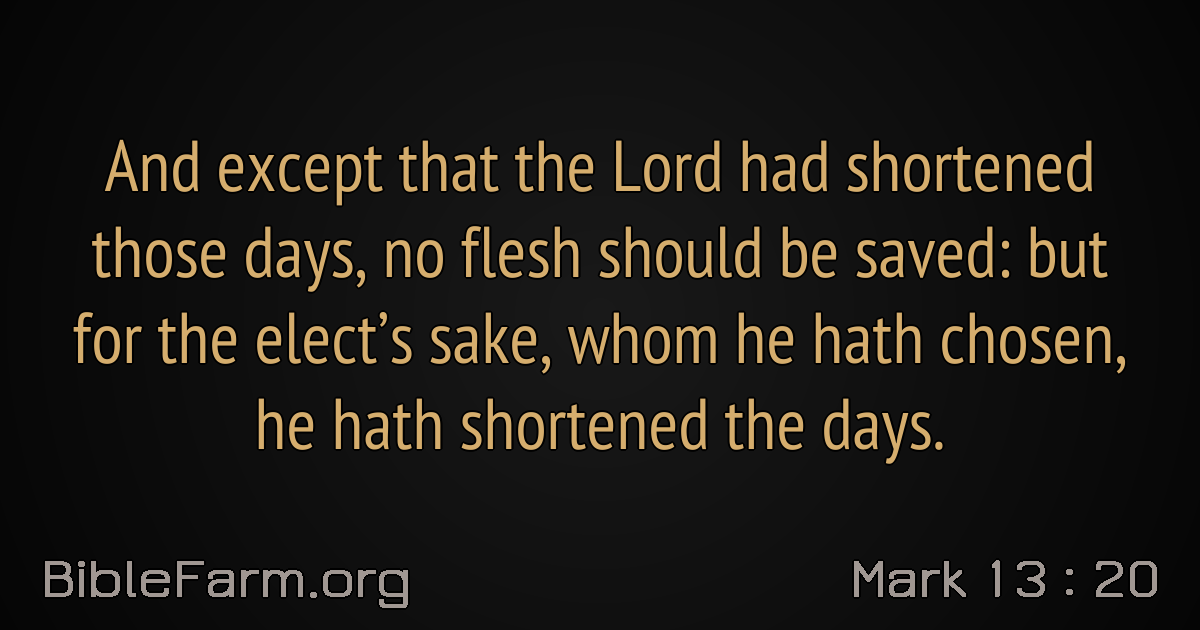 And except that the Lord had shortened
those days, no flesh should be saved: but
for the elect’s sake, whom he hath chosen,
he hath shortened the days.
BibleFarm.org
Mark 13 : 20